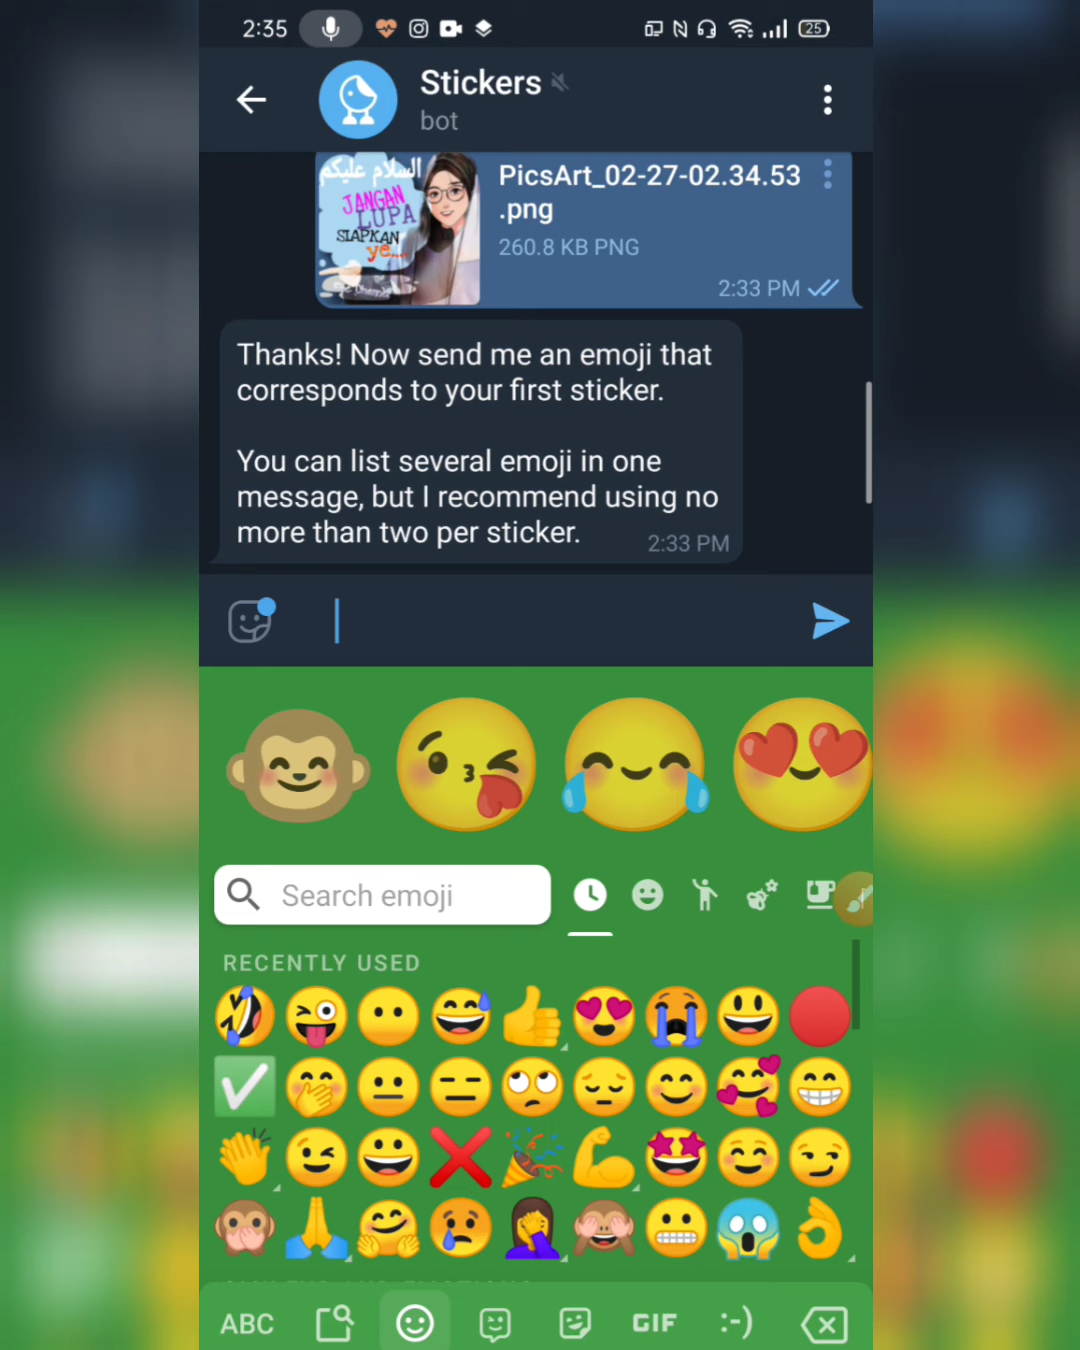 2:35
25
Stickers
bot
السلام عليكم
JANGAN
LUPA
SIAPKAN
ye....
PicsArt_02-27-02.34.53
.png
260.8 KB PNG
2:33 PM
Thanks! Now send me an emoji that
corresponds to your first sticker.
You can list several emoji in one
message, but I recommend using no
more than two per sticker.
2:33 PM
Search emoji
RECENTLY USED
ABC
GIF
:-)